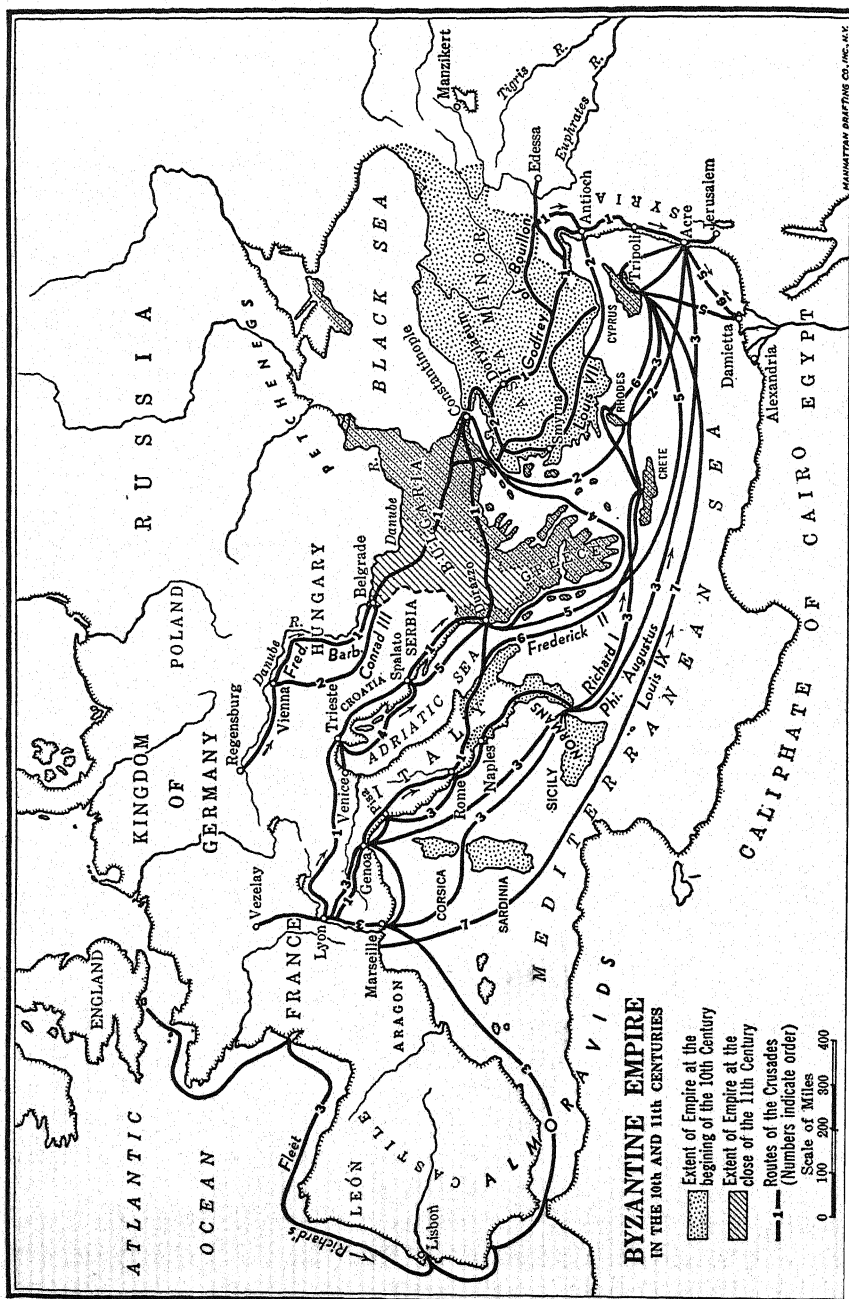 BYZANTINE EMPIRE
IN THE 10TH AND 11TH CENTURIES
Extent of Empire at the
begining of the 10th Century
Extent of Empire at the
close of the 11th Century
1
Routes of the Crusades
(Numbers indicate order)
Scale of Miles
0 100 200 300 400
ATLANTIC
OCEAN
ENGLAND
KINGDOM
OF
GERMANY
POLAND
RUSSIA
PETCHENEGS
BLACK SEA
Regensburg
Danube R.
Vienna
Fred. Barb.
HUNGARY
Conrad III
Belgrade
Danube R.
BULGARIA
Constantinople
Manzikert
Tigris R.
Euphrates R.
Edessa
ASIA MINOR
Dorylaeum
Godfrey o. Bouillon
Smyrna
Louis VII
Antioch
SYRIA
Tripoli
Acre
Jerusalem
CYPRUS
RHODES
CRETE
GREECE
Durazzo
SERBIA
Spalato
CROATIA
Trieste
ADRIATIC SEA
Venice
ITALY
Pisa
Genoa
Rome
Naples
NORMANS
SICILY
CORSICA
SARDINIA
Vezelay
Lyon
FRANCE
Marseille
ARAGON
LEÓN
CASTILE
Lisbon
Richard's Fleet
ALMORAVIDS
MEDITERRANEAN SEA
Frederick II
Richard I
Phi. Augustus
Louis IX
Damietta
Alexandria
CALIPHATE OF CAIRO EGYPT
MANHATTAN DRAFTING CO., INC., N.Y.